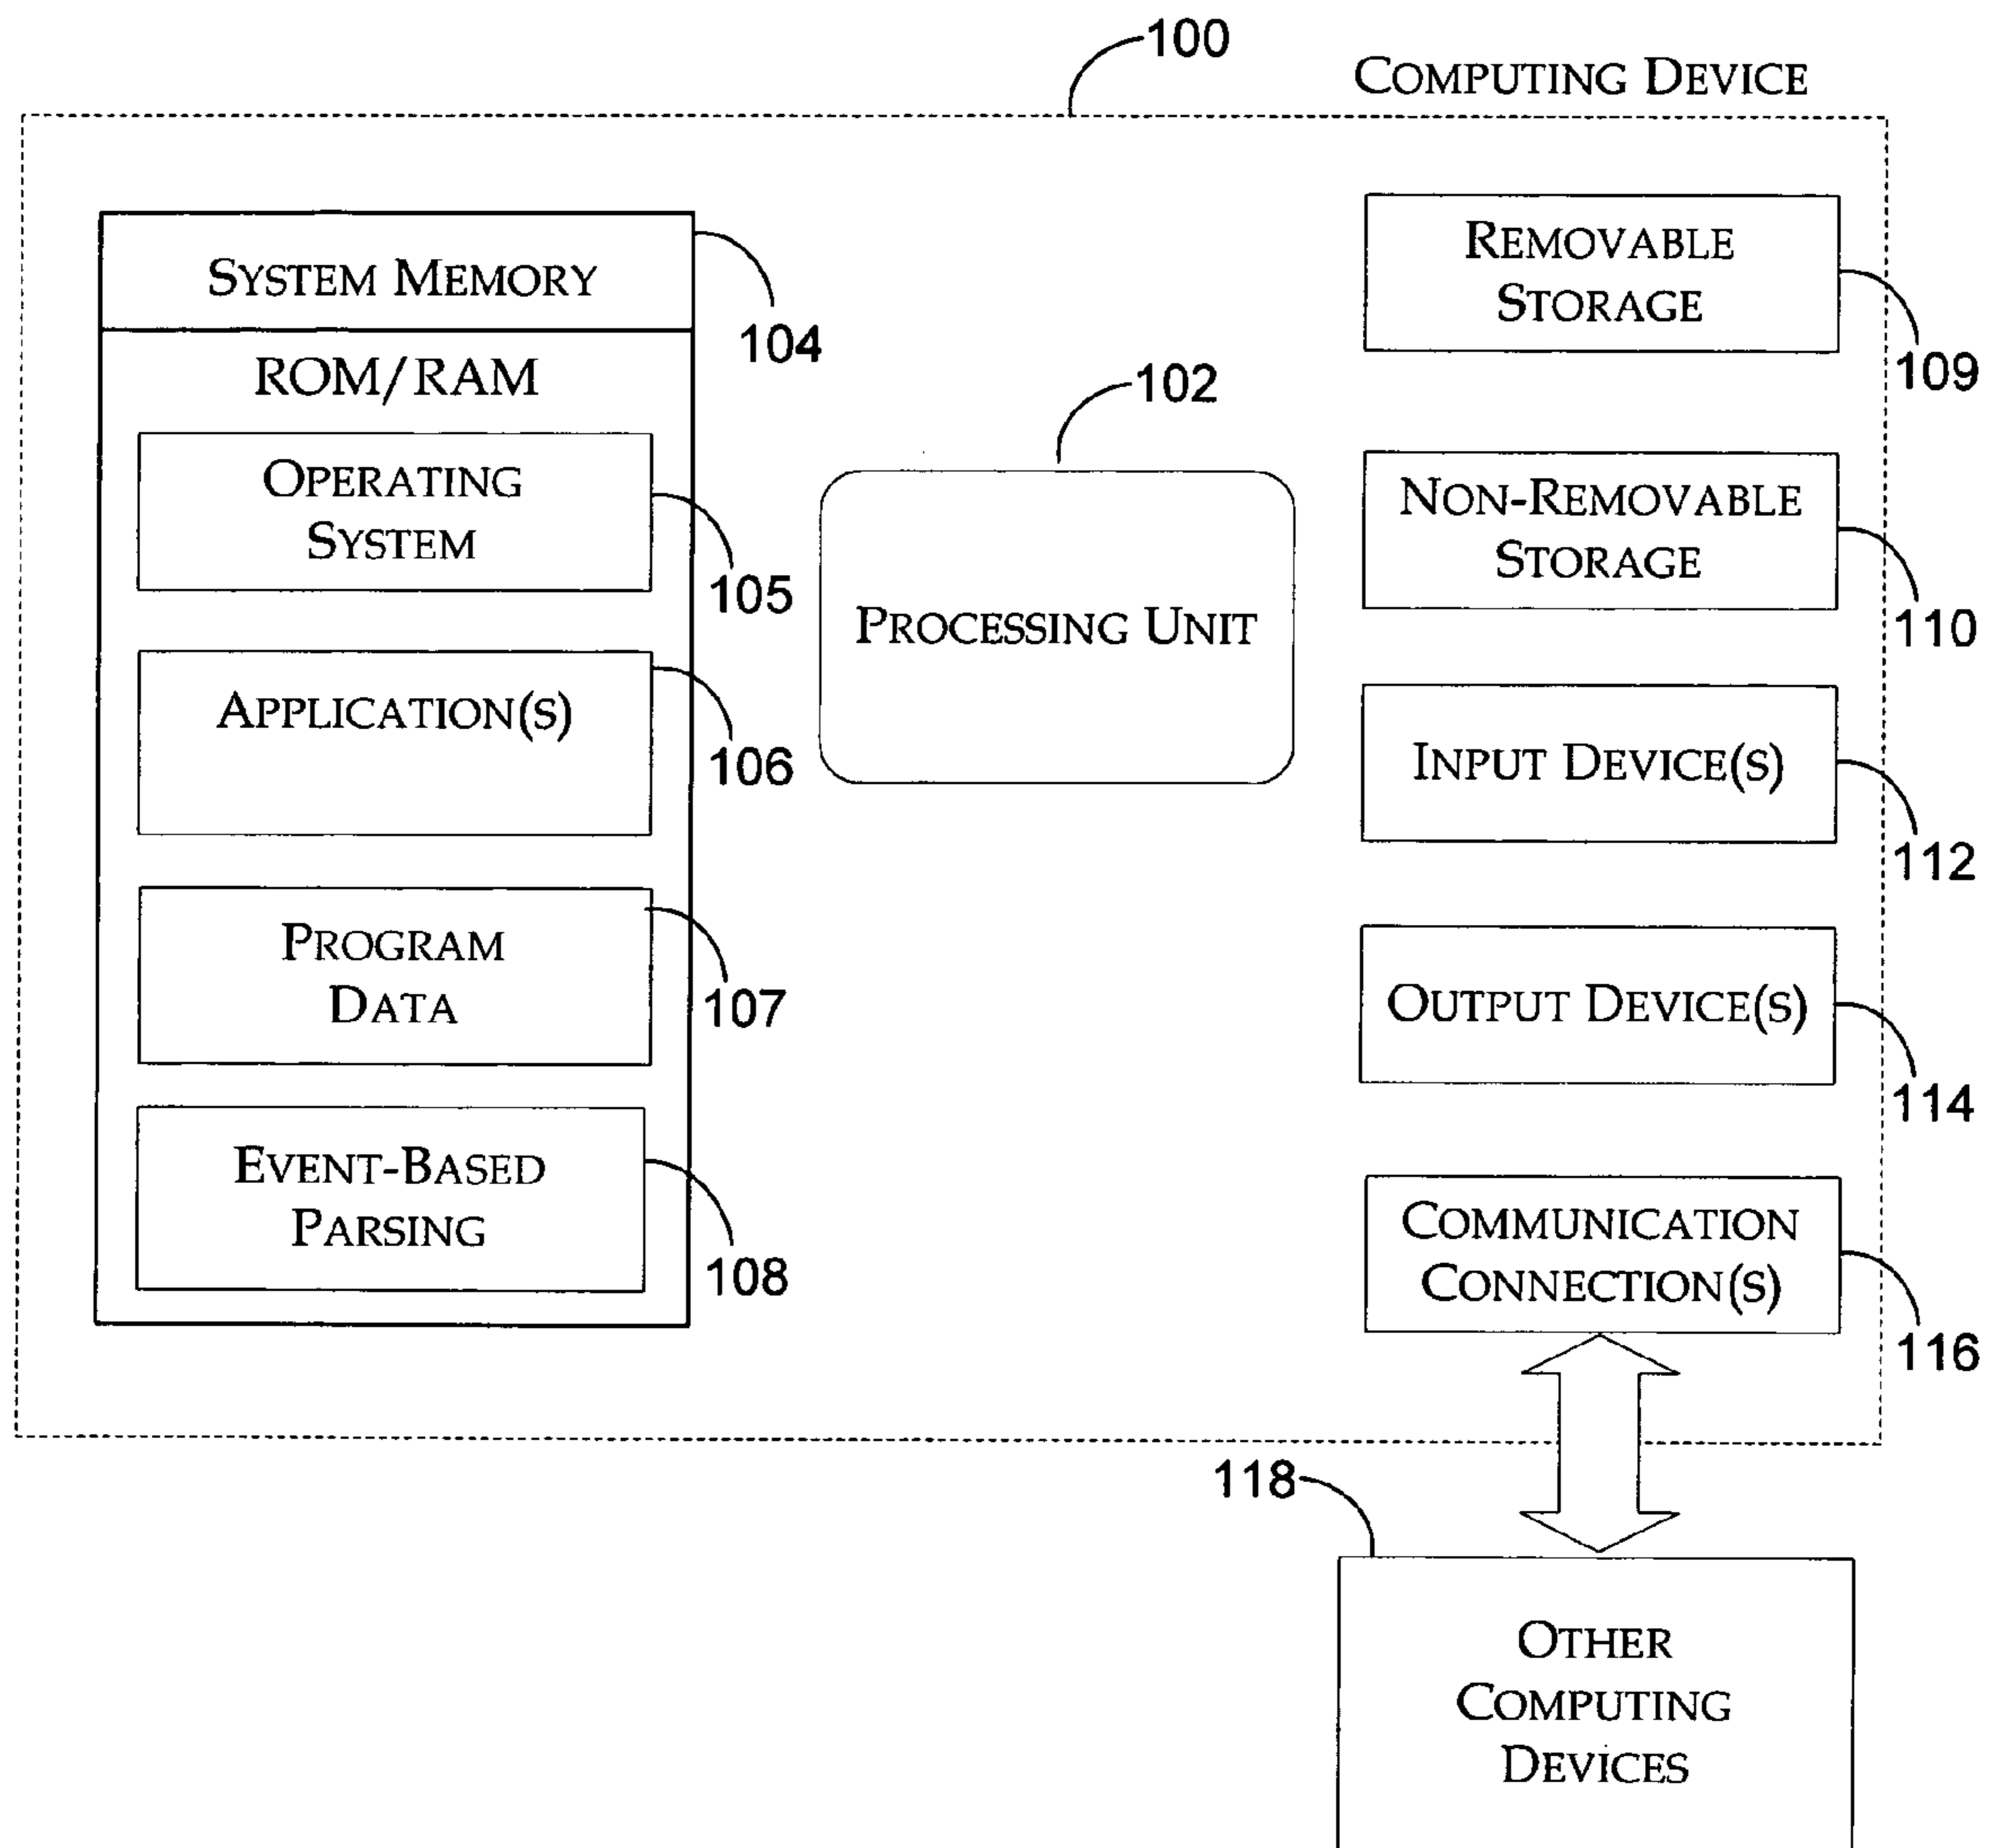 100
COMPUTING DEVICE
SYSTEM MEMORY
104
ROM/RAM
OPERATING
SYSTEM
105
APPLICATION(S)
106
PROGRAM
DATA
107
EVENT-BASED
PARSING
108
102
PROCESSING UNIT
REMOVABLE
STORAGE
109
NON-REMOVABLE
STORAGE
110
INPUT DEVICE(S)
112
OUTPUT DEVICE(S)
114
COMMUNICATION
CONNECTION(S)
116
118
OTHER
COMPUTING
DEVICES